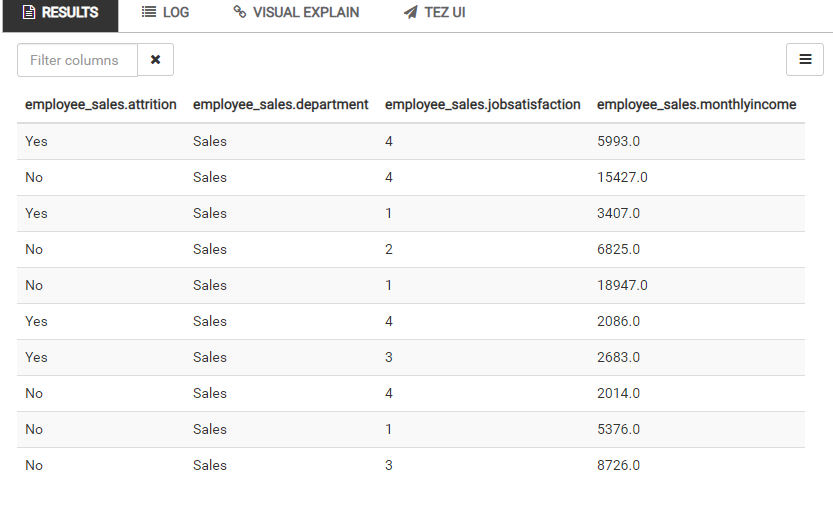 RESULTS LOG VISUAL EXPLAIN TEZ UI
Filter columns
employee_sales.attrition employee_sales.department employee_sales.jobsatisfaction employee_sales.monthlyincome
Yes Sales 4 5993.0
No Sales 4 15427.0
Yes Sales 1 3407.0
No Sales 2 6825.0
No Sales 1 18947.0
Yes Sales 4 2086.0
Yes Sales 3 2683.0
No Sales 4 2014.0
No Sales 1 5376.0
No Sales 3 8726.0